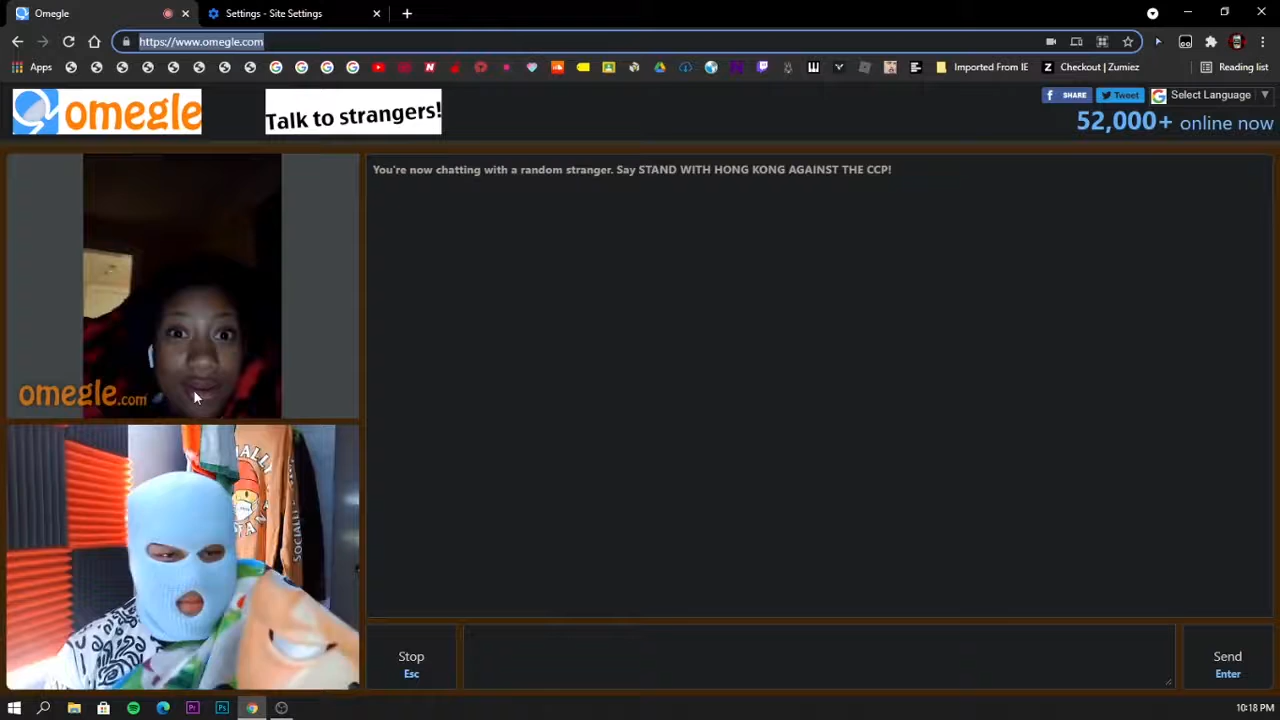 Omegle
Settings - Site Settings
https://www.omegle.com
Apps
Imported From IE
Checkout | Zumiez
Reading list
omegle
Talk to strangers!
SHARE
Tweet
Select Language
52,000+ online now
You're now chatting with a random stranger. Say STAND WITH HONG KONG AGAINST THE CCP!
omegle.com
SOCIALITY
Stop
Esc
Send
Enter
10:18 PM